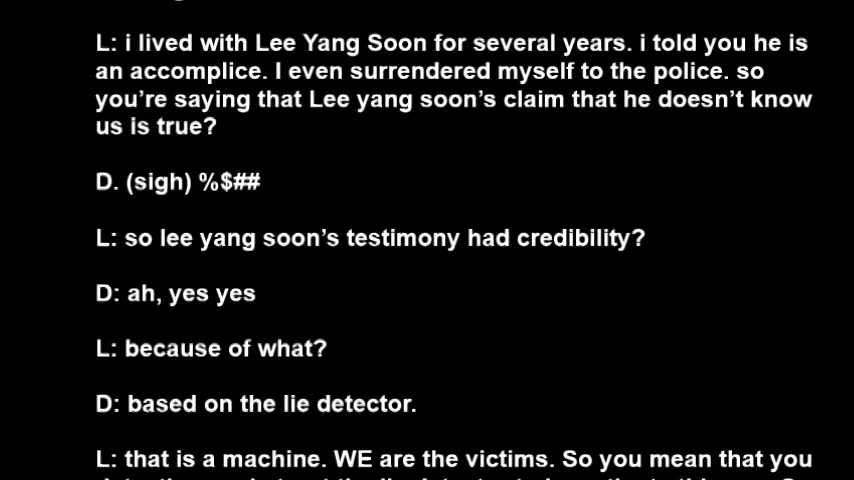 L: i lived with Lee Yang Soon for several years. i told you he is
an accomplice. I even surrendered myself to the police. so
you're saying that Lee yang soon's claim that he doesn't know
us is true?
D. (sigh) %$##
L: so lee yang soon's testimony had credibility?
D: ah, yes yes
L: because of what?
D: based on the lie detector.
L: that is a machine. WE are the victims. So you mean that you